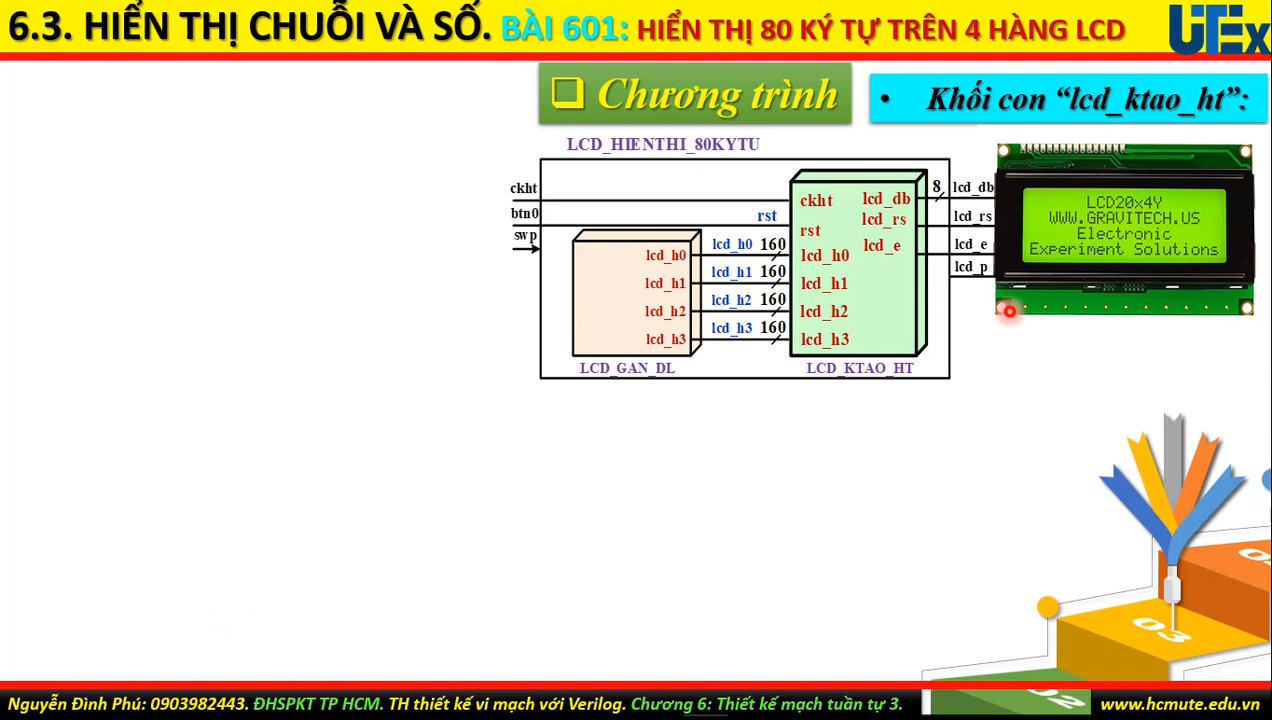 6.3. HIỂN THỊ CHUỖI VÀ SỐ. BÀI 601: HIỂN THỊ 80 KÝ TỰ TRÊN 4 HÀNG LCD
UTEx
❑ Chương trình
• Khối con “lcd_ktao_ht”:
LCD_HIENTHI_80KYTU
ckht
btn0
swp
lcd_h0
lcd_h1
lcd_h2
lcd_h3
LCD_GAN_DL
rst
lcd_h0 160
lcd_h1 160
lcd_h2 160
lcd_h3 160
ckht lcd_db
rst lcd_rs
lcd_h0 lcd_e
lcd_h1
lcd_h2
lcd_h3
LCD_KTAO_HT
8 lcd_db
lcd_rs
lcd_e
lcd_p
LCD20x4Y
WWW.GRAVITECH.US
Electronic
Experiment Solutions
03
02
Nguyễn Đình Phú: 0903982443. ĐHSPKT TP HCM. TH thiết kế vi mạch với Verilog. Chương 6: Thiết kế mạch tuần tự 3.
www.hcmute.edu.vn